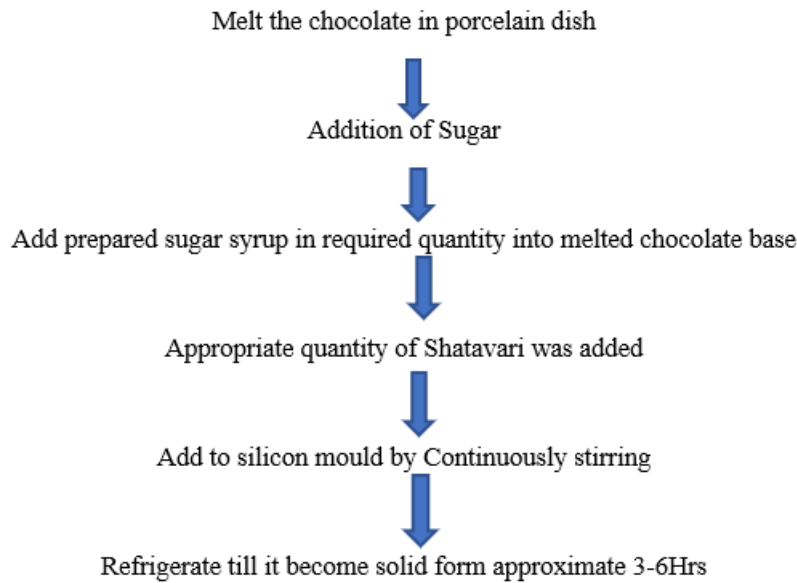 Melt the chocolate in porcelain dish
Addition of Sugar
Add prepared sugar syrup in required quantity into melted chocolate base
Appropriate quantity of Shatavari was added
Add to silicon mould by Continuously stirring
Refrigerate till it become solid form approximate 3-6Hrs